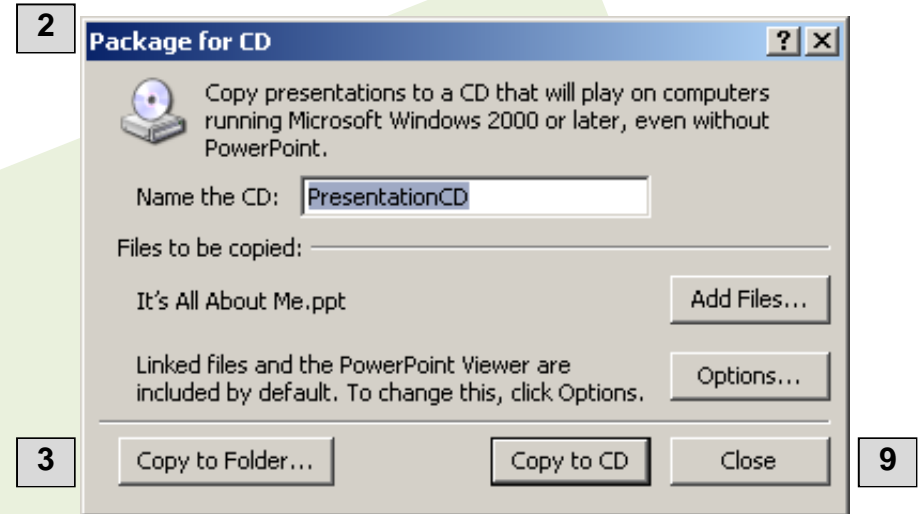 2
Package for CD
Copy presentations to a CD that will play on computers
running Microsoft Windows 2000 or later, even without
PowerPoint.
Name the CD: PresentationCD
Files to be copied:
It's All About Me.ppt Add Files...
Linked files and the PowerPoint Viewer are
included by default. To change this, click Options. Options...
3 Copy to Folder... Copy to CD Close 9